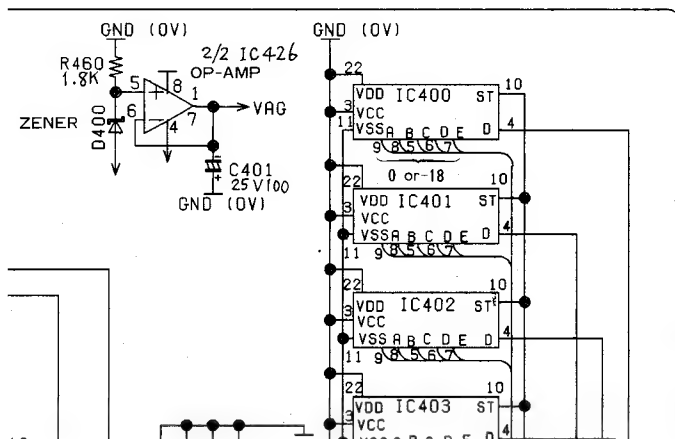 GND (0V)
R460
1.8K
2/2 IC426
OP-AMP
5
+
8
1
6
-
4
7
VAG
ZENER
D400
-
+
C401
25V100
GND (0V)
GND (0V)
22
10
VDD IC400 ST
3
VCC
11
VSS A B C D E D
4
9 8 5 6 7
0 or-18
22
10
VDD IC401 ST
3
VCC
VSS A B C D E D
4
11
9 8 5 6 7
22
10
VDD IC402 ST
3
VCC
VSS A B C D E D
4
11
9 8 5 6 7
22
10
VDD IC403 ST
3
VCC
4